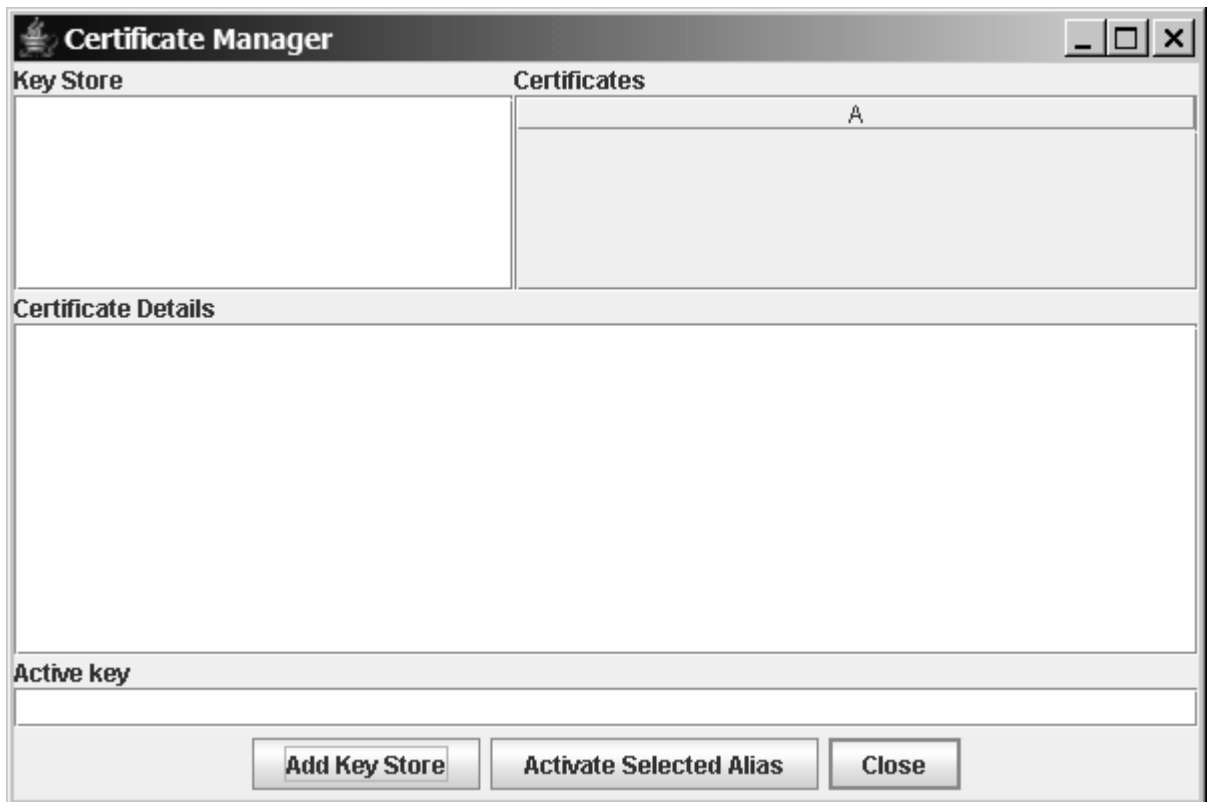 Certificate Manager
Key Store Certificates
A
Certificate Details
Active key
Add Key Store Activate Selected Alias Close